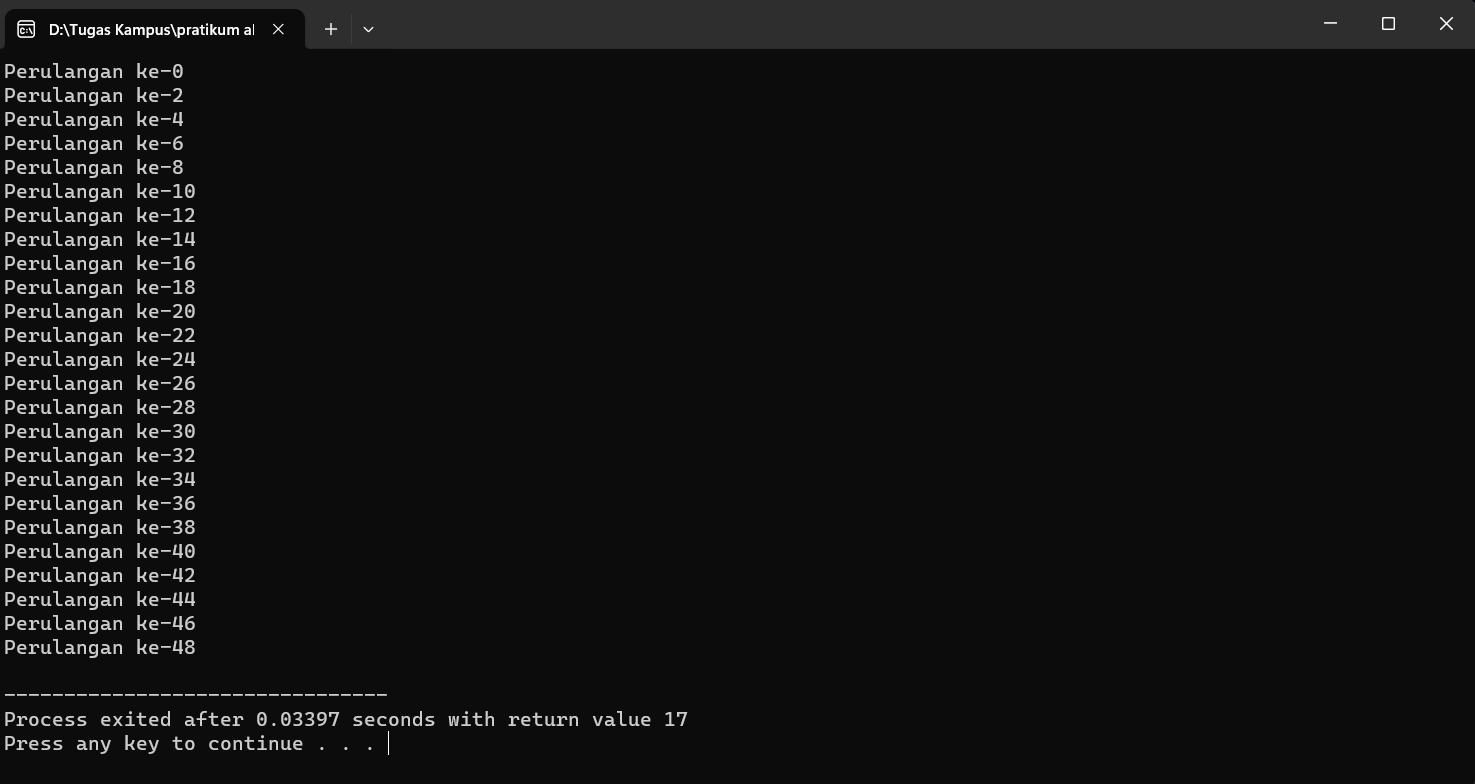 D:\Tugas Kampus\pratikum al
Perulangan ke-0
Perulangan ke-2
Perulangan ke-4
Perulangan ke-6
Perulangan ke-8
Perulangan ke-10
Perulangan ke-12
Perulangan ke-14
Perulangan ke-16
Perulangan ke-18
Perulangan ke-20
Perulangan ke-22
Perulangan ke-24
Perulangan ke-26
Perulangan ke-28
Perulangan ke-30
Perulangan ke-32
Perulangan ke-34
Perulangan ke-36
Perulangan ke-38
Perulangan ke-40
Perulangan ke-42
Perulangan ke-44
Perulangan ke-46
Perulangan ke-48
--------------------------------
Process exited after 0.03397 seconds with return value 17
Press any key to continue . . .